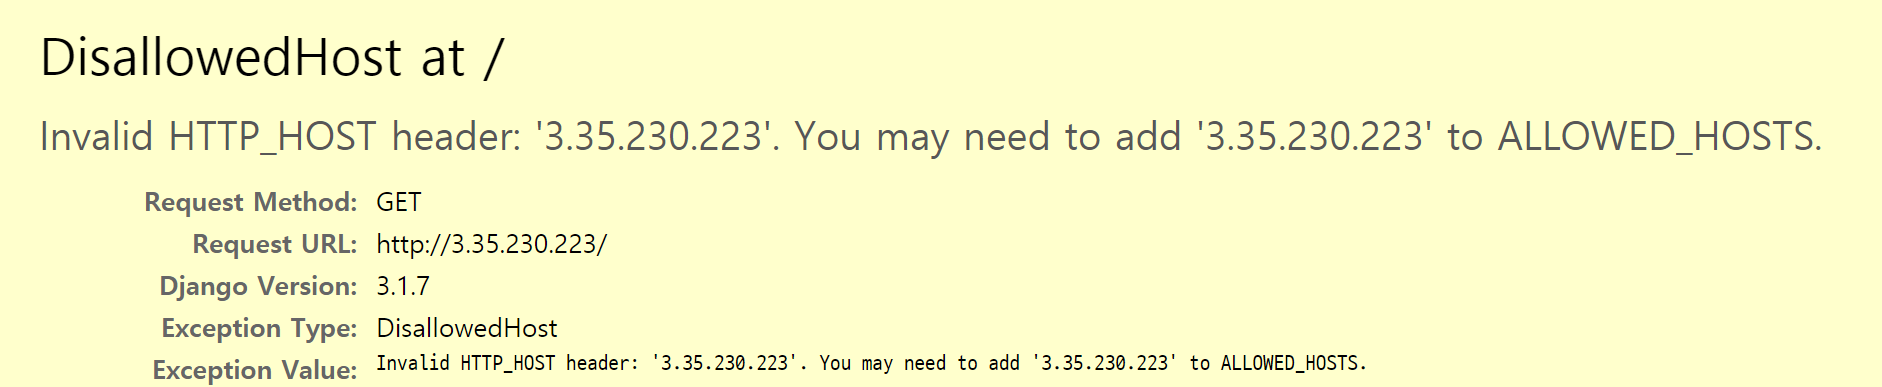 DisallowedHost at /
Invalid HTTP_HOST header: '3.35.230.223'. You may need to add '3.35.230.223' to ALLOWED_HOSTS.
Request Method: GET
Request URL: http://3.35.230.223/
Django Version: 3.1.7
Exception Type: DisallowedHost
Exception Value: Invalid HTTP_HOST header: '3.35.230.223'. You may need to add '3.35.230.223' to ALLOWED_HOSTS.